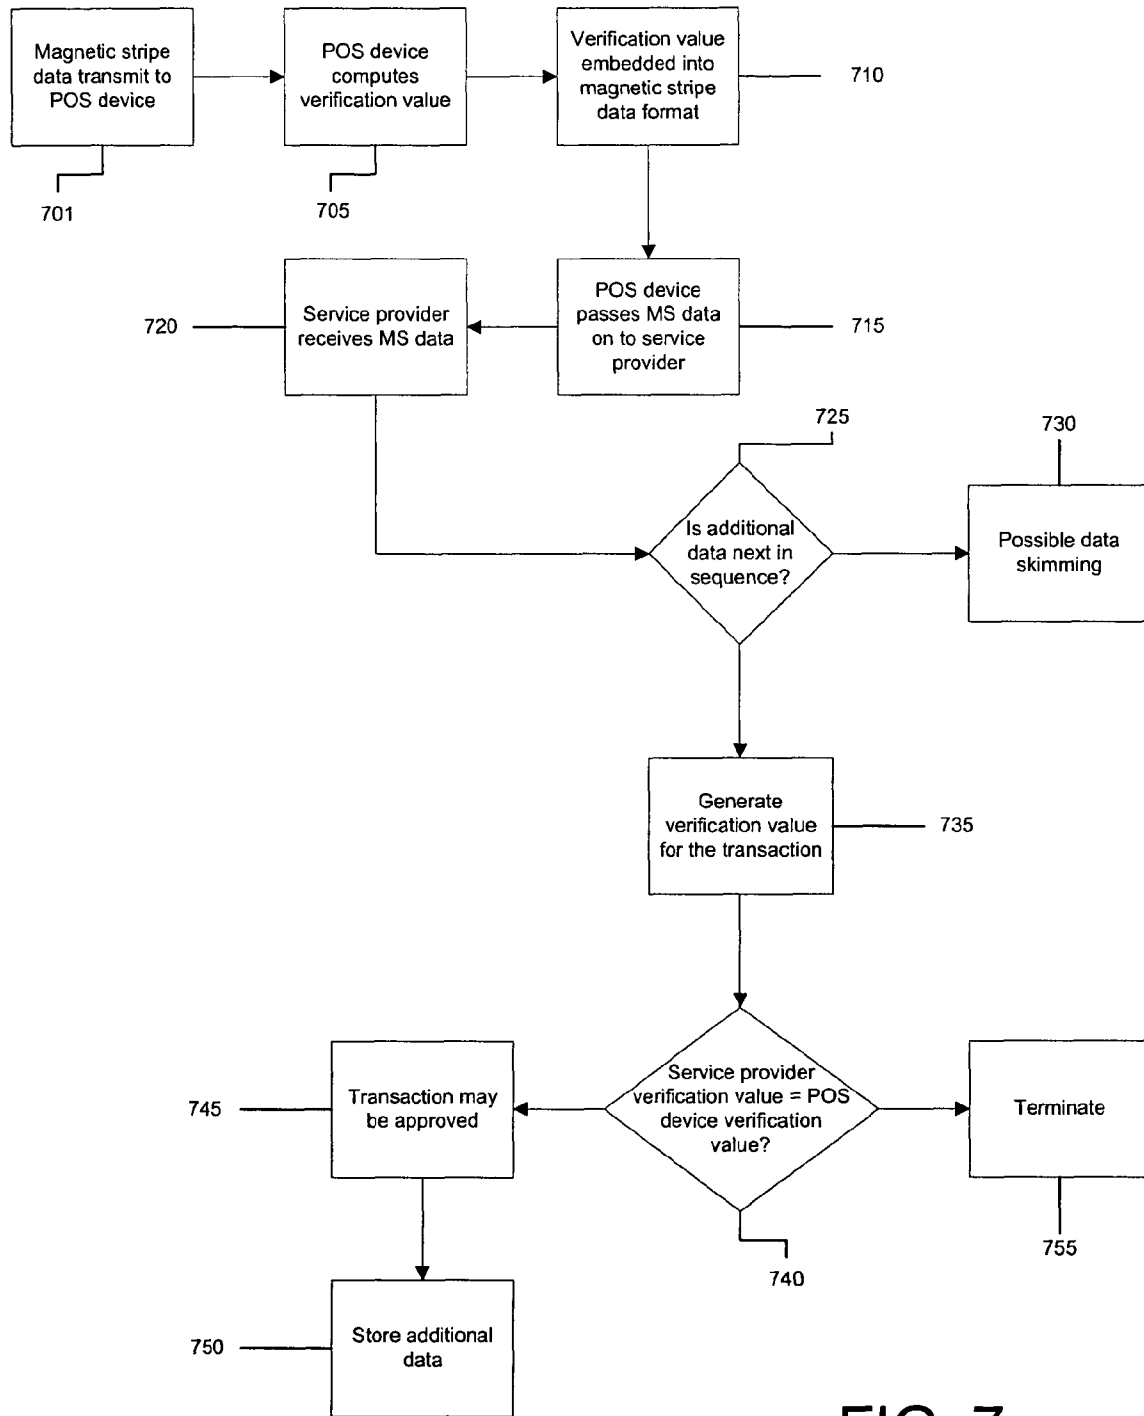 Magnetic stripe
data transmit to
POS device
POS device
computes
verification value
Verification value
embedded into
magnetic stripe
data format
710
701
705
720
Service provider
receives MS data
POS device
passes MS data
on to service
provider
715
725
730
Is additional
data next in
sequence?
Possible data
skimming
Generate
verification value
for the transaction
735
745
Transaction may
be approved
Service provider
verification value = POS
device verification
value?
Terminate
740
755
750
Store additional
data
FIG. 7